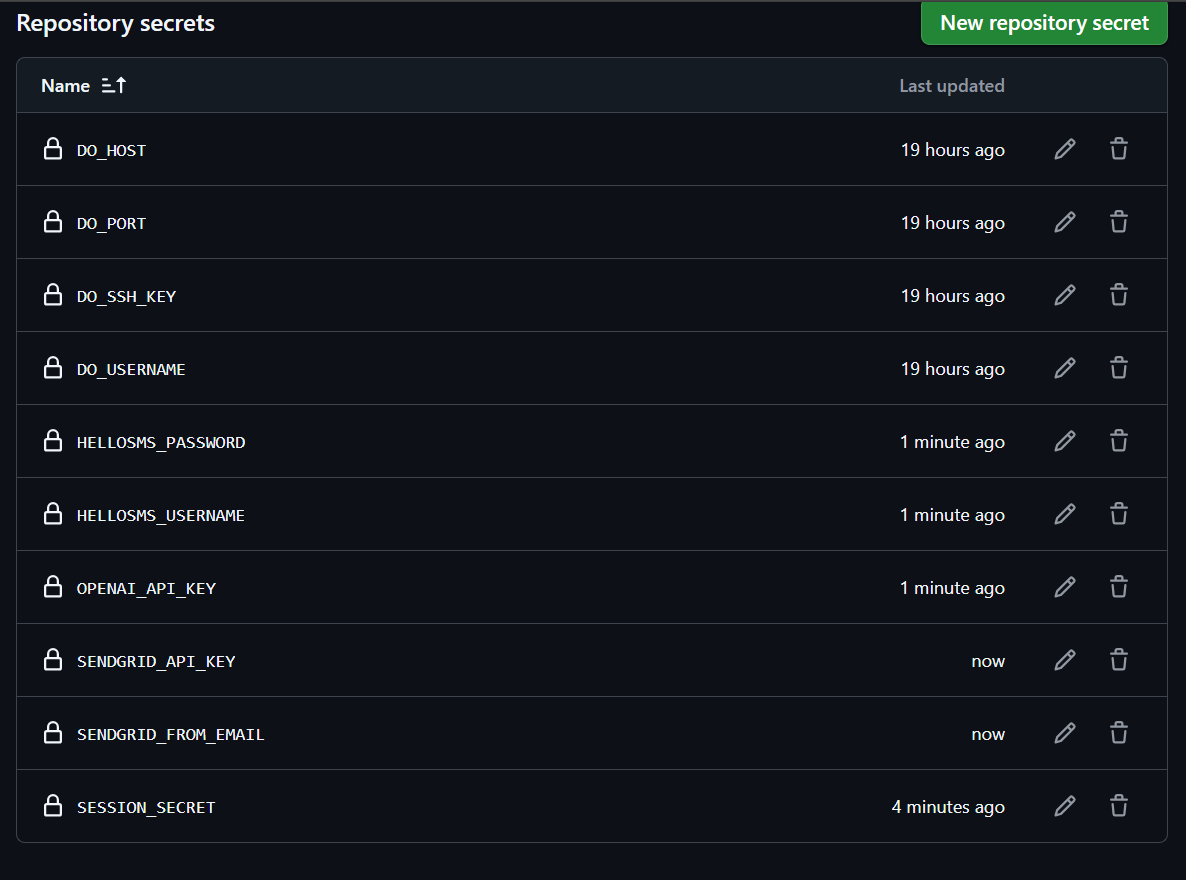 Repository secrets
New repository secret
Name
Last updated
DO_HOST 19 hours ago
DO_PORT 19 hours ago
DO_SSH_KEY 19 hours ago
DO_USERNAME 19 hours ago
HELLOSMS_PASSWORD 1 minute ago
HELLOSMS_USERNAME 1 minute ago
OPENAI_API_KEY 1 minute ago
SENDGRID_API_KEY now
SENDGRID_FROM_EMAIL now
SESSION_SECRET 4 minutes ago